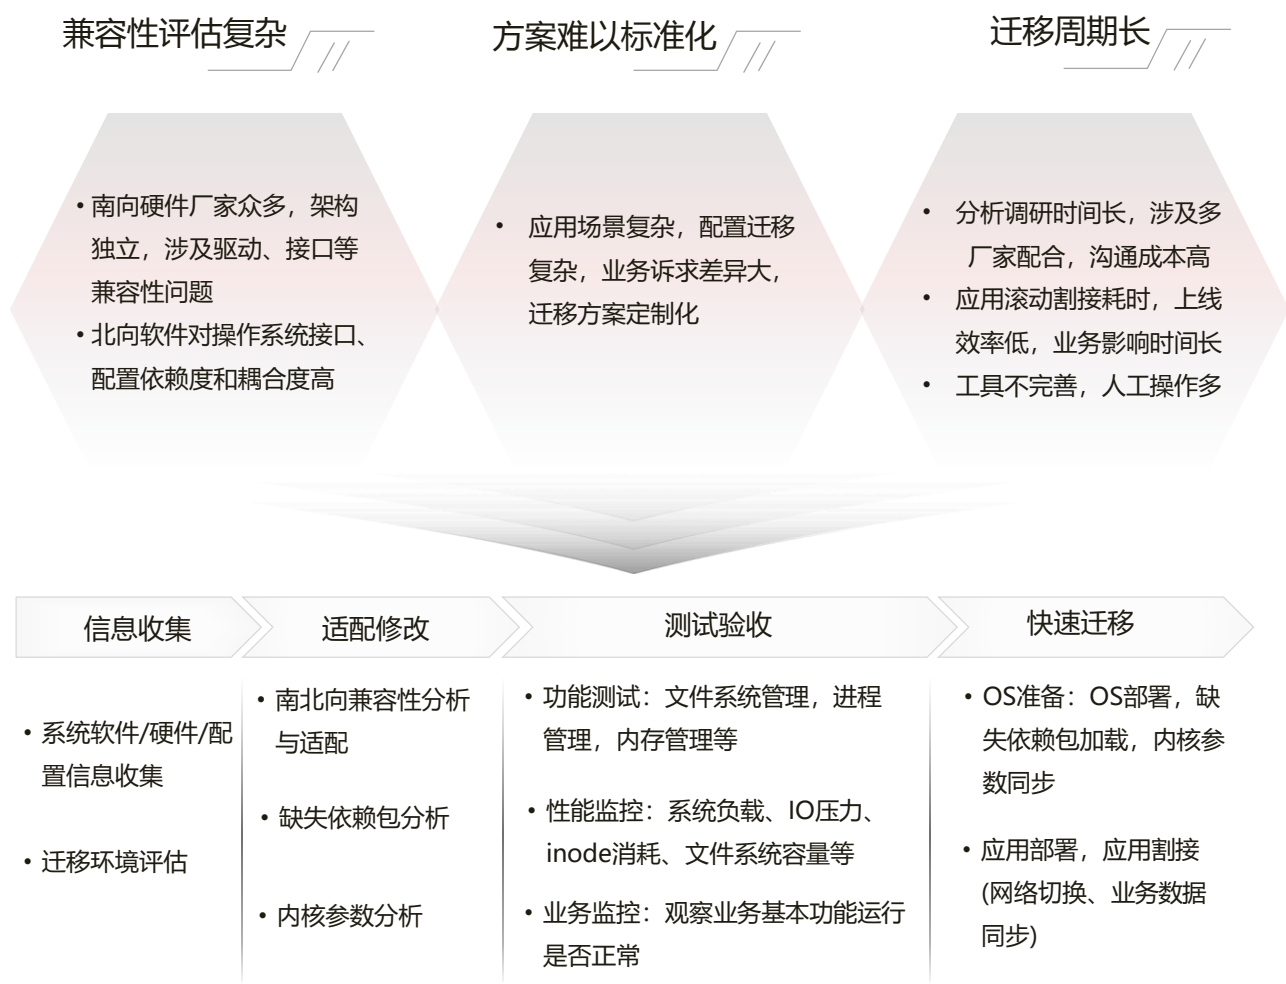 兼容性评估复杂
• 南向硬件厂家众多，架构
独立，涉及驱动、接口等
兼容性问题
• 北向软件对操作系统接口、
配置依赖度和耦合度高
方案难以标准化
• 应用场景复杂，配置迁移
复杂，业务诉求差异大，
迁移方案定制化
迁移周期长
• 分析调研时间长，涉及多
厂家配合，沟通成本高
• 应用滚动割接耗时，上线
效率低，业务影响时间长
• 工具不完善，人工操作多
信息收集
• 系统软件/硬件/配
置信息收集
• 迁移环境评估
适配修改
• 南北向兼容性分析
与适配
• 缺失依赖包分析
• 内核参数分析
测试验收
• 功能测试：文件系统管理，进程
管理，内存管理等
• 性能监控：系统负载、IO压力、
inode消耗、文件系统容量等
• 业务监控：观察业务基本功能运行
是否正常
快速迁移
• OS准备：OS部署，缺
失依赖包加载，内核参
数同步
• 应用部署，应用割接
(网络切换、业务数据
同步)